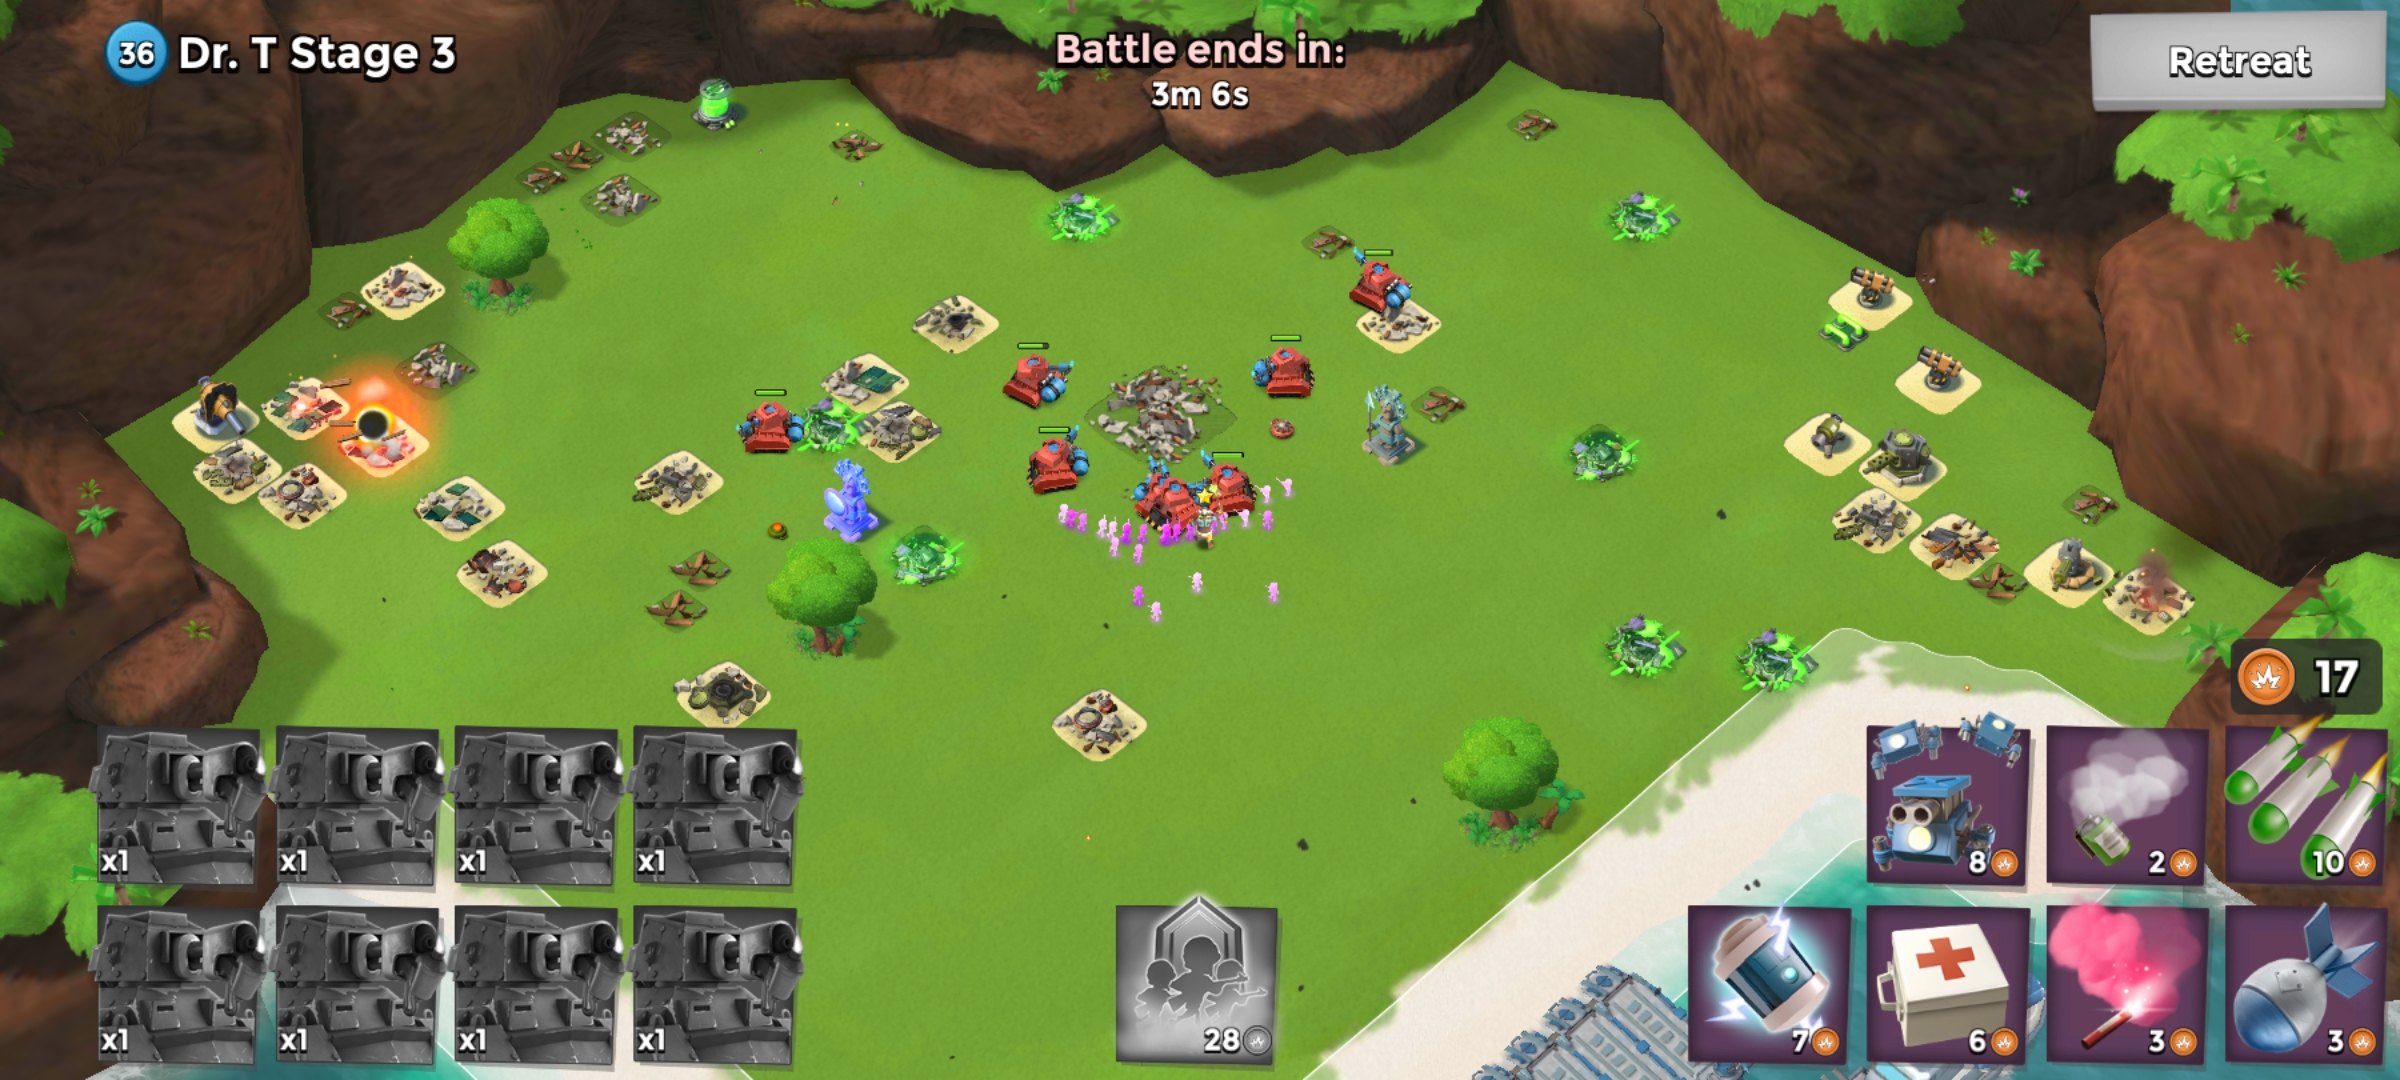 36 Dr. T Stage 3
Battle ends in:
3m 6s
Retreat
17
8
2
10
x1
x1
x1
x1
7
6
3
3
x1
x1
x1
x1
28